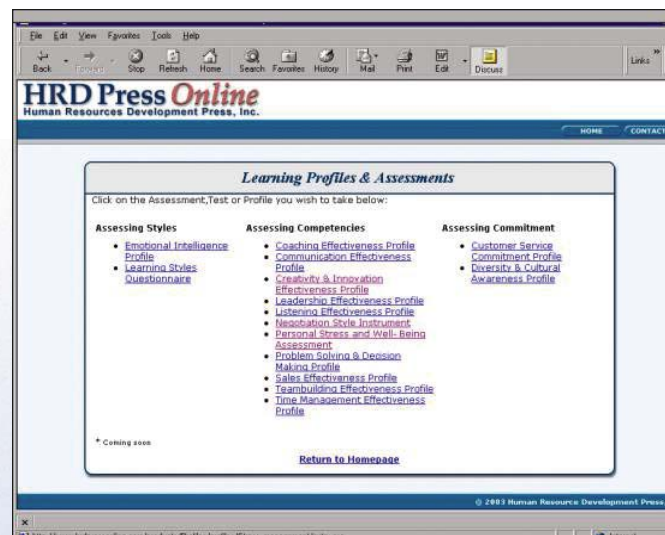 File Edit View Favorites Tools Help
Back Forward Stop Refresh Home Search Favorites History Mail Print Edit Discuss Links »
HRD Press Online
Human Resources Development Press, Inc.
HOME CONTACT
Learning Profiles & Assessments
Click on the Assessment,Test or Profile you wish to take below:
Assessing Styles
• Emotional Intelligence
Profile
• Learning Styles
Questionnaire
Assessing Competencies
• Coaching Effectiveness Profile
• Communication Effectiveness
Profile
• Creativity & Innovation
Effectiveness Profile
• Leadership Effectiveness Profile
• Listening Effectiveness Profile
• Negotiation Style Instrument
• Personal Stress and Well- Being
Assessment
• Problem Solving & Decision
Making Profile
• Sales Effectiveness Profile
• Teambuilding Effectiveness Profile
• Time Management Effectiveness
Profile
Assessing Commitment
• Customer Service
Commitment Profile
• Diversity & Cultural
Awareness Profile
* Coming soon
Return to Homepage
© 2003 Human Resource Development Press.